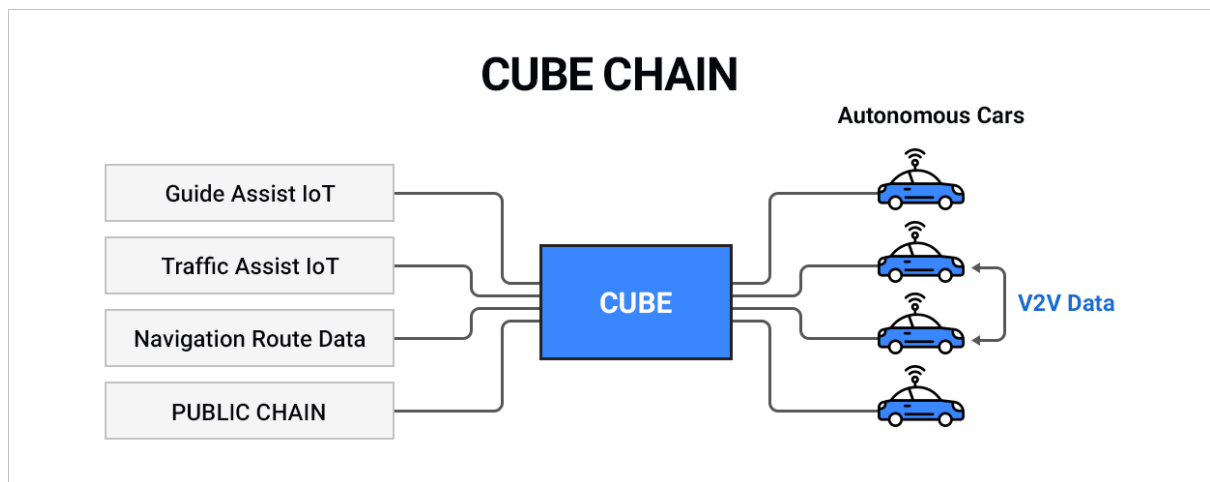 CUBE CHAIN
Autonomous Cars
Guide Assist IoT
Traffic Assist IoT
Navigation Route Data
PUBLIC CHAIN
CUBE
V2V Data